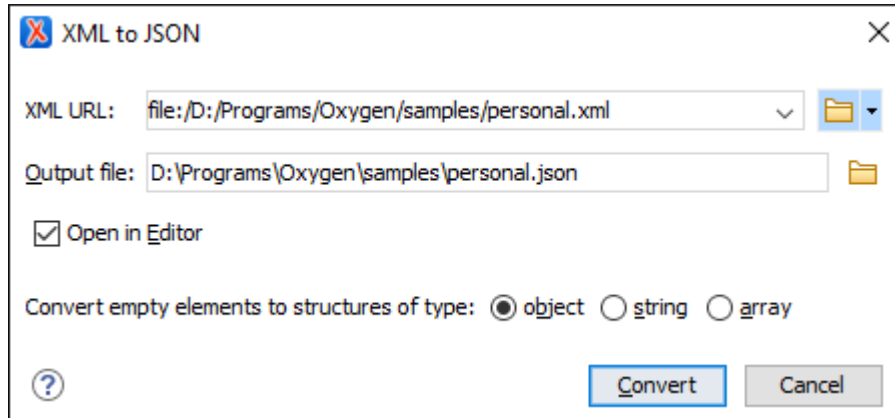 XML to JSON
XML URL: file:/D:/Programs/Oxygen/samples/personal.xml
Output file: D:\Programs\Oxygen\samples\personal.json
Open in Editor
Convert empty elements to structures of type: object string array
? Convert Cancel